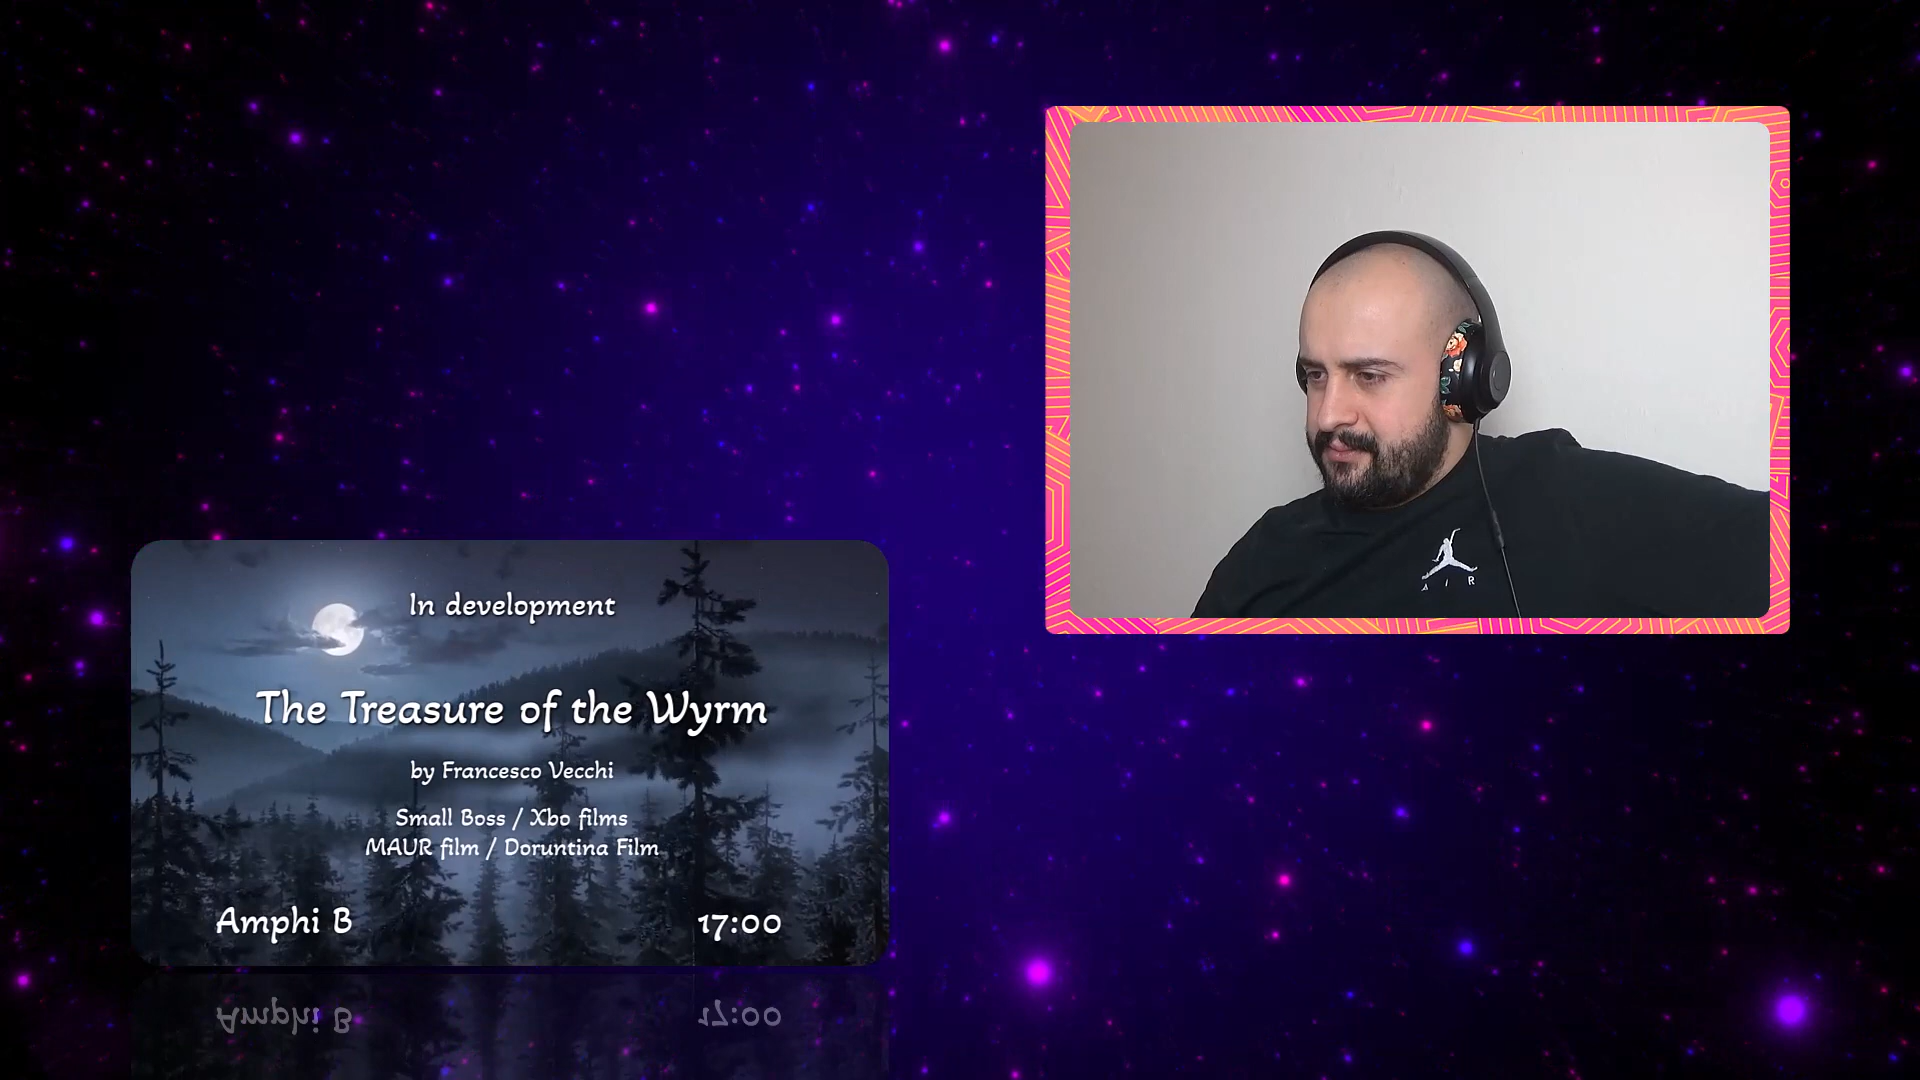 In development
The Treasure of the Wyrm
by Francesco Vecchi
Small Boss / Xbo films
MAUR film / Doruntina Film
Amphi B 17:00
AIR